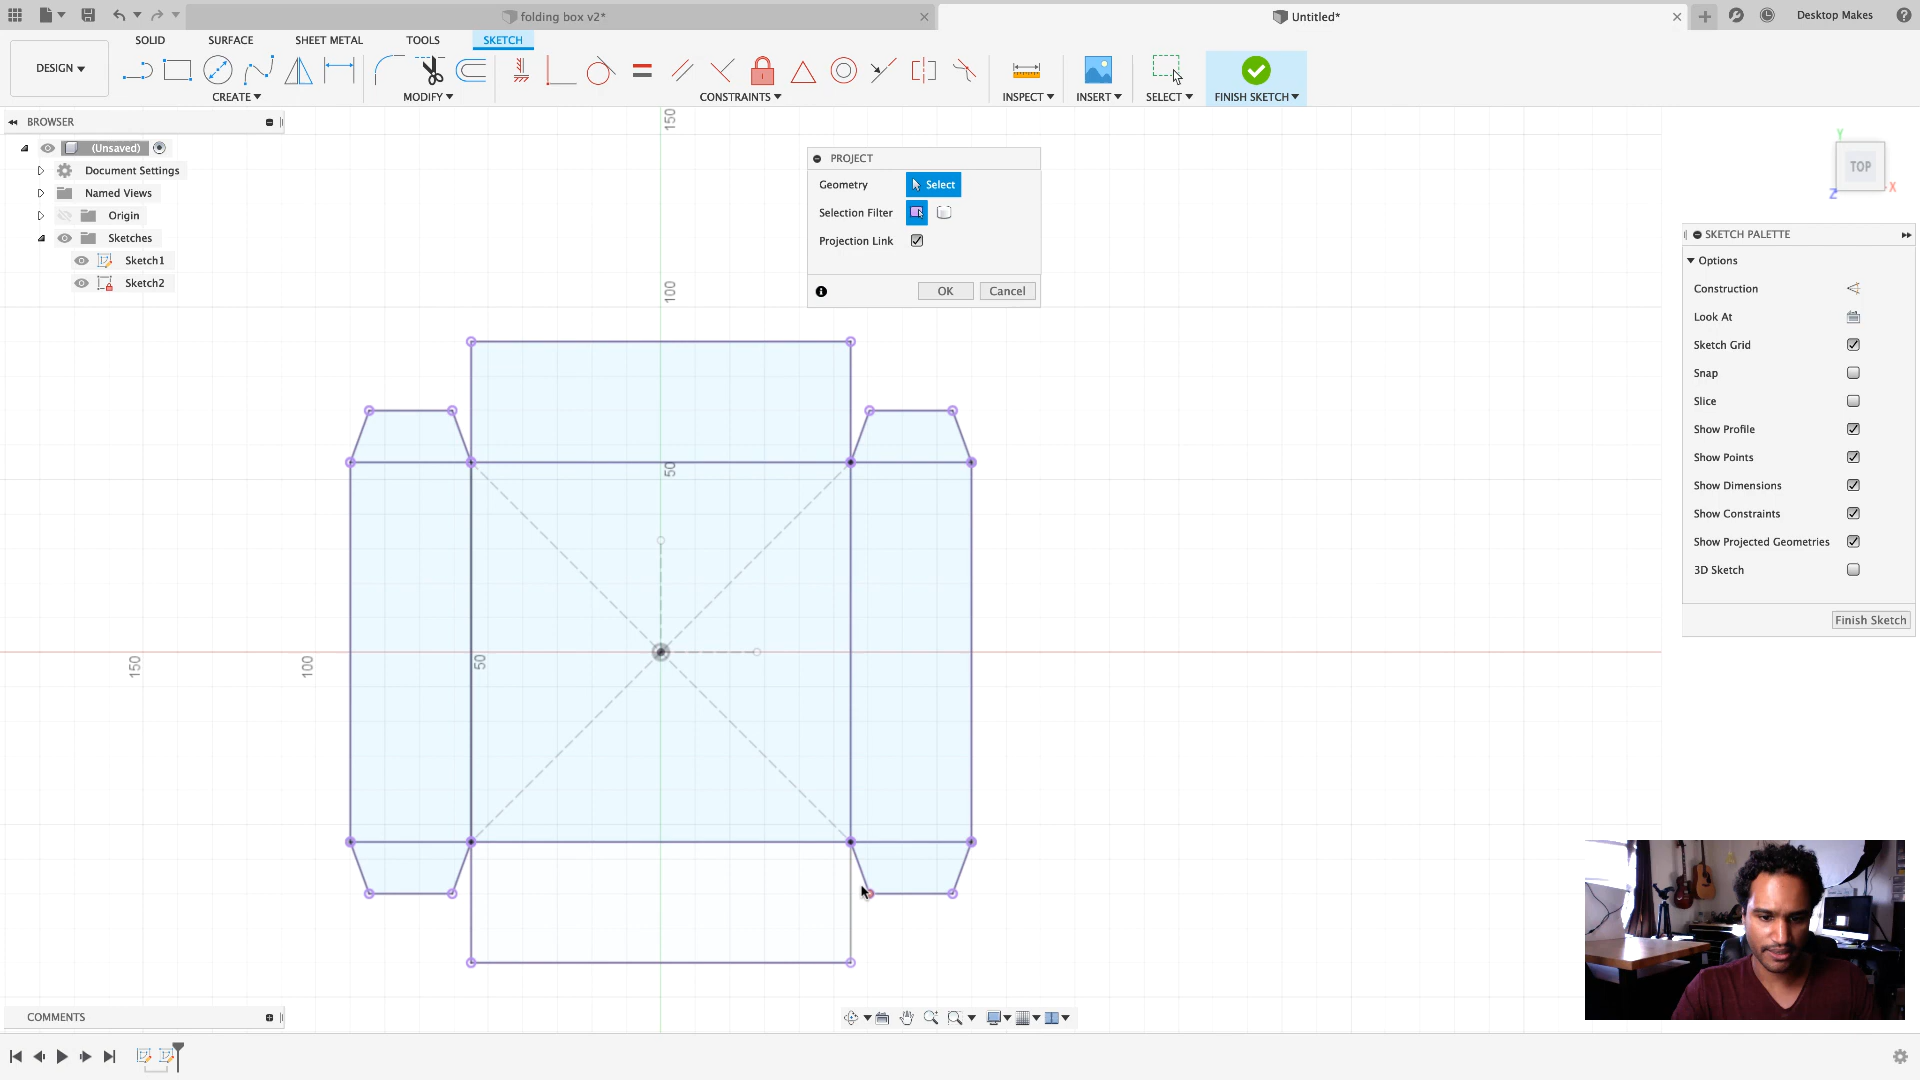 folding box v2*
Untitled*
Desktop Makes
SOLID SURFACE SHEET METAL TOOLS SKETCH
DESIGN
CREATE MODIFY CONSTRAINTS INSPECT INSERT SELECT FINISH SKETCH
BROWSER
(Unsaved)
Document Settings
Named Views
Origin
Sketches
Sketch1
Sketch2
PROJECT
Geometry Select
Selection Filter
Projection Link
OK Cancel
150
100
50
150
100
50
Y
TOP
X
Z
SKETCH PALETTE
Options
Construction
Look At
Sketch Grid
Snap
Slice
Show Profile
Show Points
Show Dimensions
Show Constraints
Show Projected Geometries
3D Sketch
Finish Sketch
COMMENTS